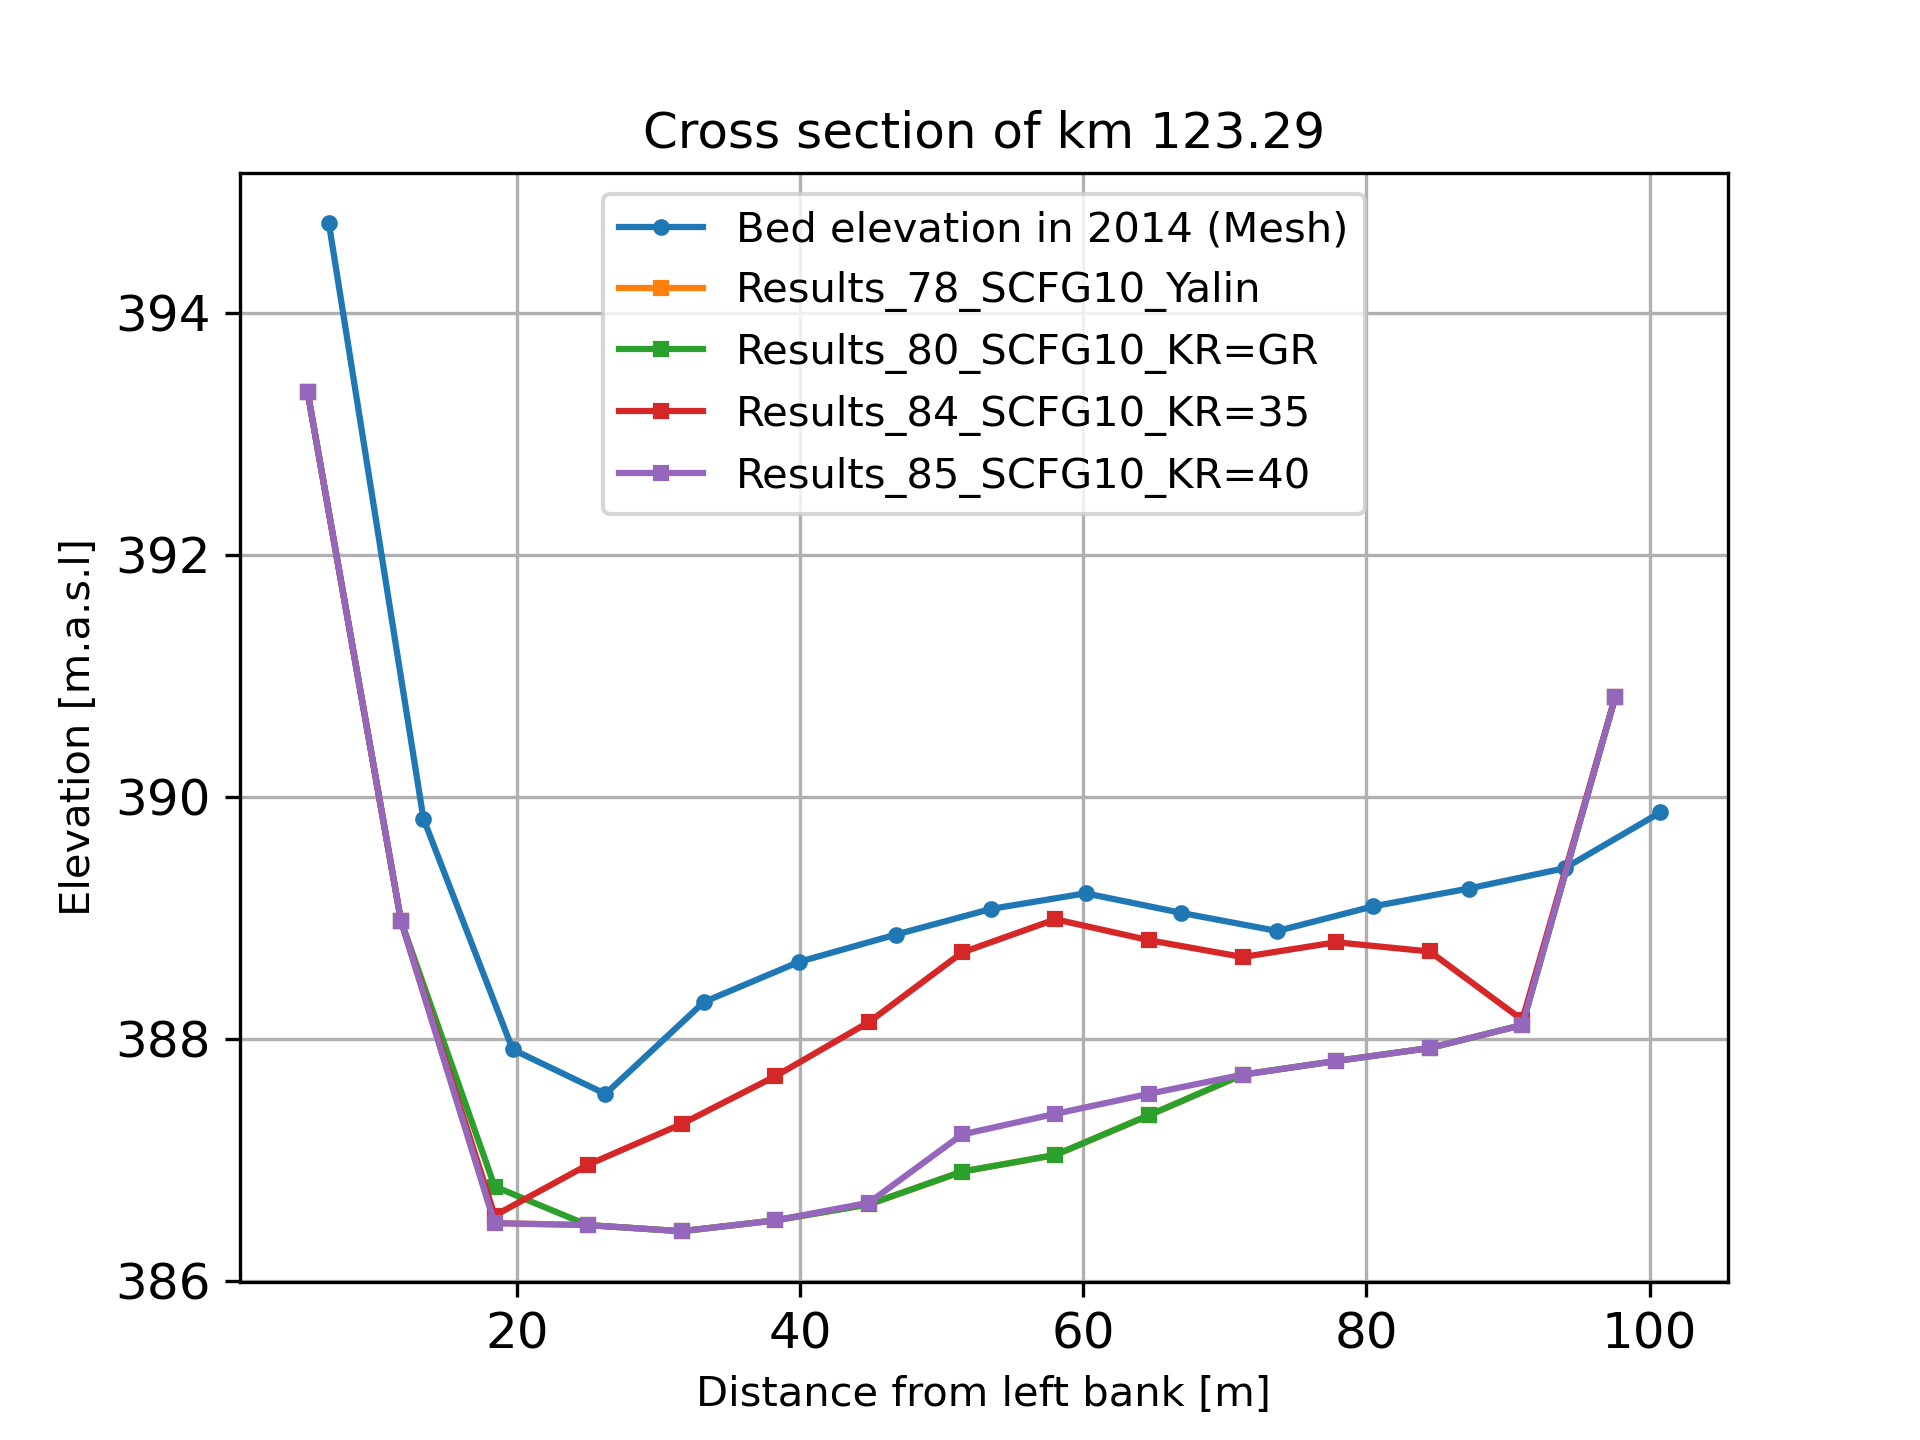 Cross section of km 123.29
Bed elevation in 2014 (Mesh)
Results_78_SCFG10_Yalin
Results_80_SCFG10_KR=GR
Results_84_SCFG10_KR=35
Results_85_SCFG10_KR=40
Elevation [m.a.s.l]
394
392
390
388
386
20 40 60 80 100
Distance from left bank [m]